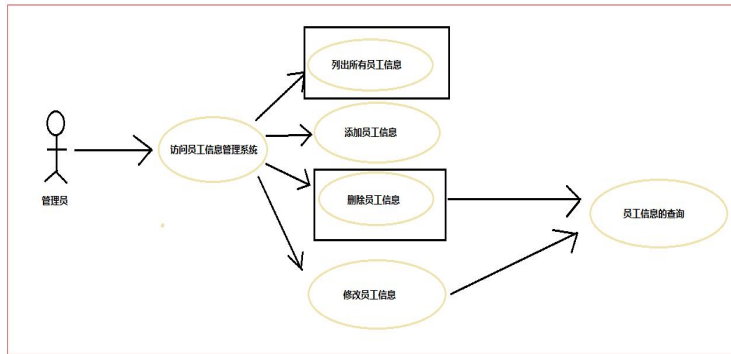 列出所有员工信息
添加员工信息
访问员工信息管理系统
删除员工信息
管理员
员工信息的查询
修改员工信息